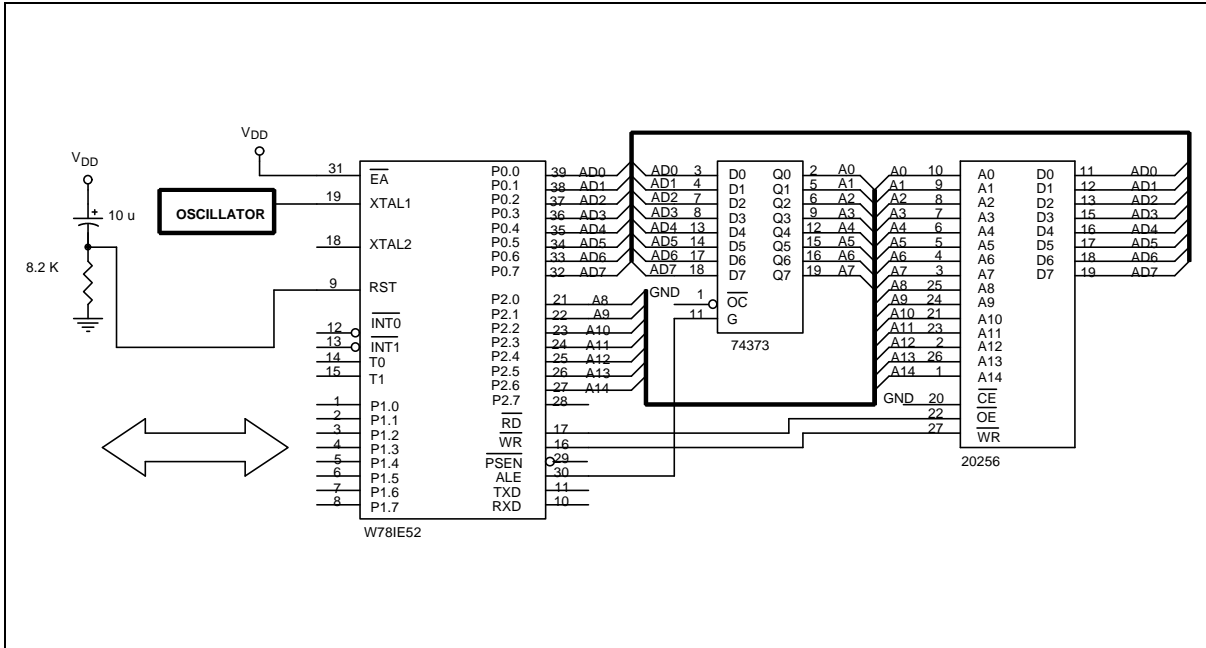 VDD
VDD
10 u
8.2 K
OSCILLATOR
31 EA
19 XTAL1
18 XTAL2
9 RST
12 INT0
13 INT1
14 T0
15 T1
1 P1.0
2 P1.1
3 P1.2
4 P1.3
5 P1.4
6 P1.5
7 P1.6
8 P1.7
P0.0 39 AD0
P0.1 38 AD1
P0.2 37 AD2
P0.3 36 AD3
P0.4 35 AD4
P0.5 34 AD5
P0.6 33 AD6
P0.7 32 AD7
P2.0 21 A8
P2.1 22 A9
P2.2 23 A10
P2.3 24 A11
P2.4 25 A12
P2.5 26 A13
P2.6 27 A14
P2.7 28
RD 17
WR 16
PSEN 29
ALE 30
TXD 11
RXD 10
W78IE52
AD0 3 D0 Q0 2 A0
AD1 4 D1 Q1 5 A1
AD2 7 D2 Q2 6 A2
AD3 8 D3 Q3 9 A3
AD4 13 D4 Q4 12 A4
AD5 14 D5 Q5 15 A5
AD6 17 D6 Q6 16 A6
AD7 18 D7 Q7 19 A7
GND 1 OC
11 G
74373
A0 10 A0 D0 11 AD0
A1 9 A1 D1 12 AD1
A2 8 A2 D2 13 AD2
A3 7 A3 D3 15 AD3
A4 6 A4 D4 16 AD4
A5 5 A5 D5 17 AD5
A6 4 A6 D6 18 AD6
A7 3 A7 D7 19 AD7
A8 25 A8
A9 24 A9
A10 21 A10
A11 23 A11
A12 2 A12
A13 26 A13
A14 1 A14
GND 20 CE
22 OE
27 WR
20256